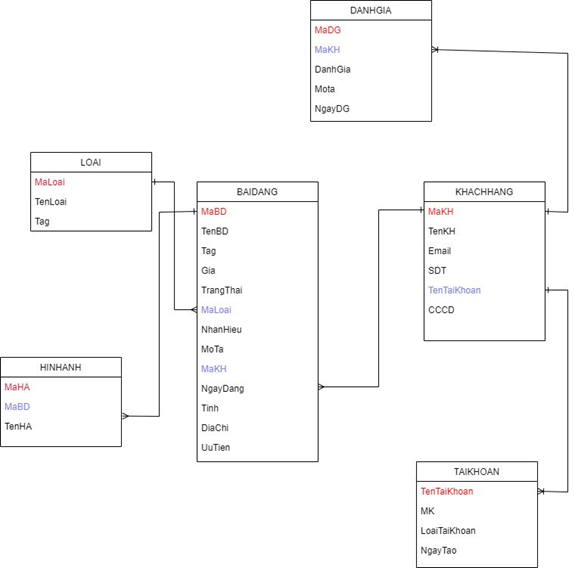 DANHGIA
MaDG
MaKH
DanhGia
Mota
NgayDG
LOAI
MaLoai
TenLoai
Tag
BAIDANG
MaBD
TenBD
Tag
Gia
TrangThai
MaLoai
NhanHieu
MoTa
MaKH
NgayDang
Tinh
DiaChi
UuTien
KHACHHANG
MaKH
TenKH
Email
SDT
TenTaiKhoan
CCCD
HINHANH
MaHA
MaBD
TenHA
TAIKHOAN
TenTaiKhoan
MK
LoaiTaiKhoan
NgayTao